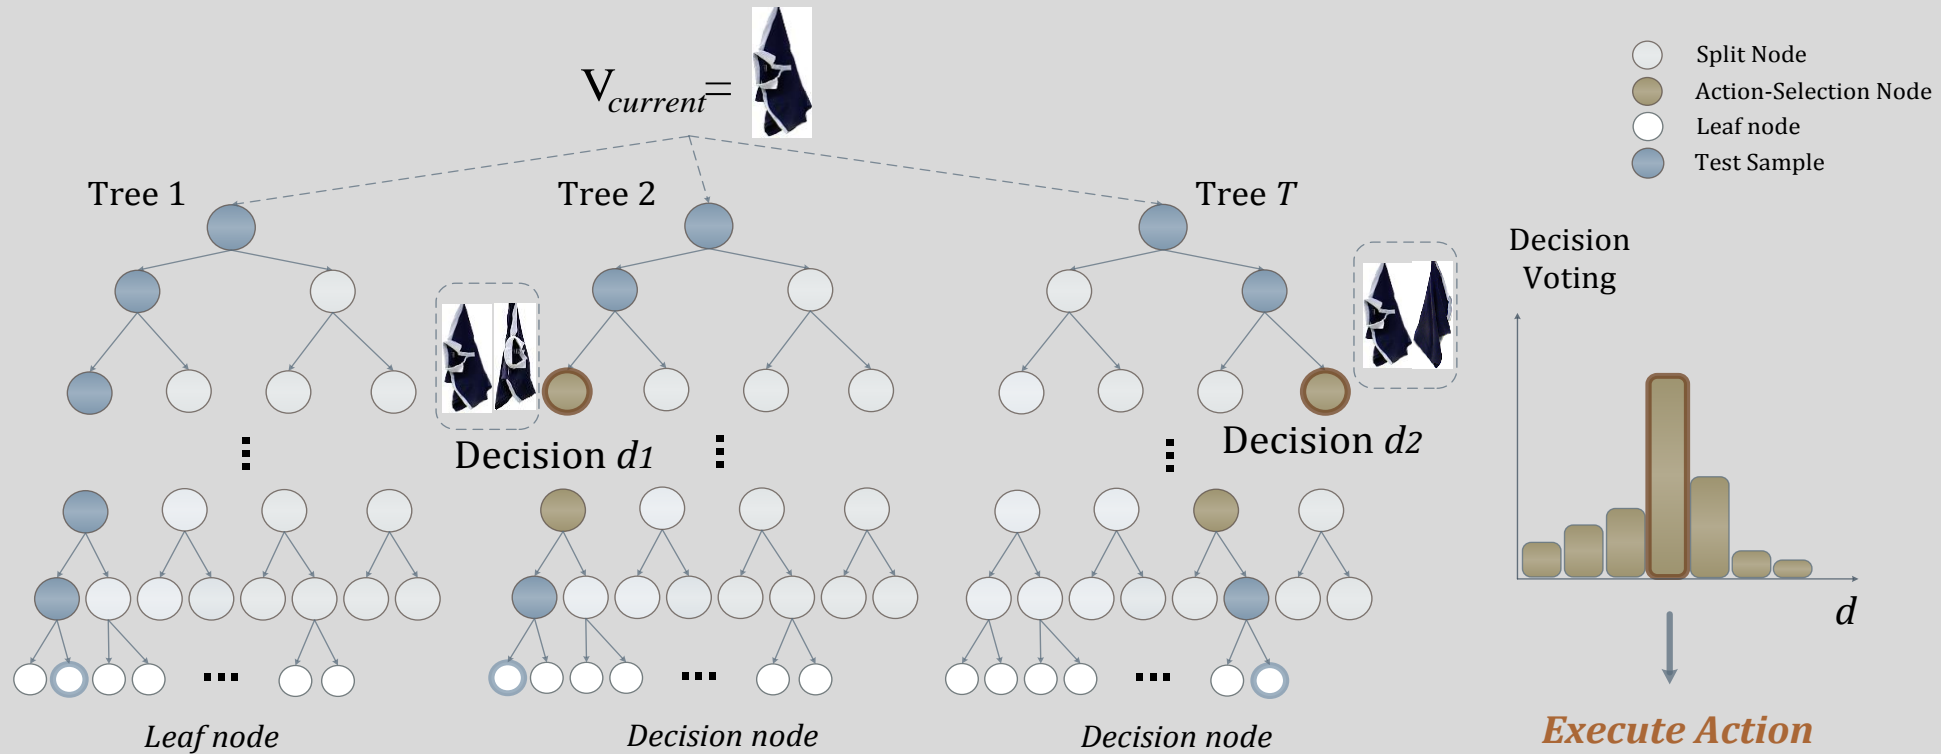 Vcurrent=
Split Node
Action-Selection Node
Leaf node
Test Sample
Tree 1
Tree 2
Tree T
Decision
Voting
Decision d1
Decision d2
d
Leaf node
Decision node
Decision node
Execute Action